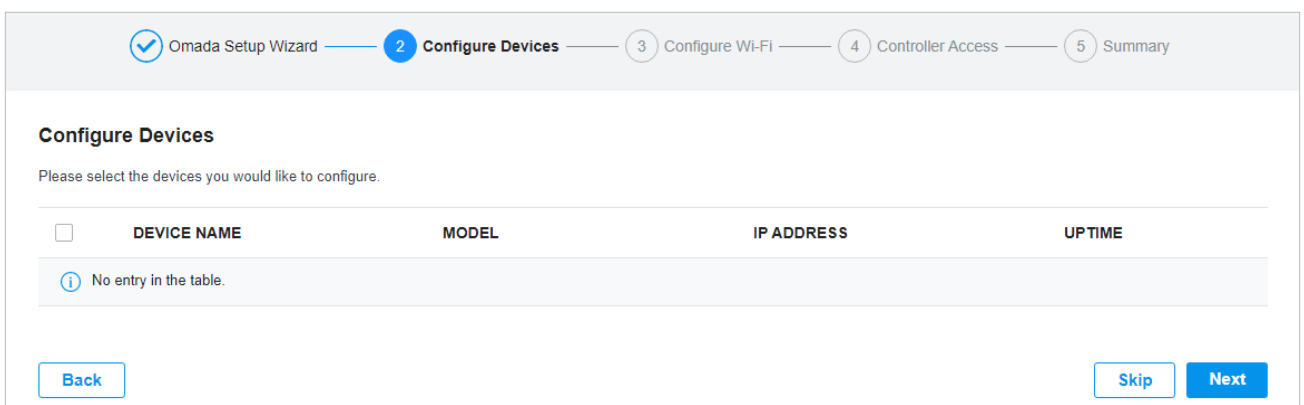 Omada Setup Wizard 2 Configure Devices 3 Configure Wi-Fi 4 Controller Access 5 Summary
Configure Devices
Please select the devices you would like to configure.
DEVICE NAME MODEL IP ADDRESS UPTIME
No entry in the table.
Back Skip Next